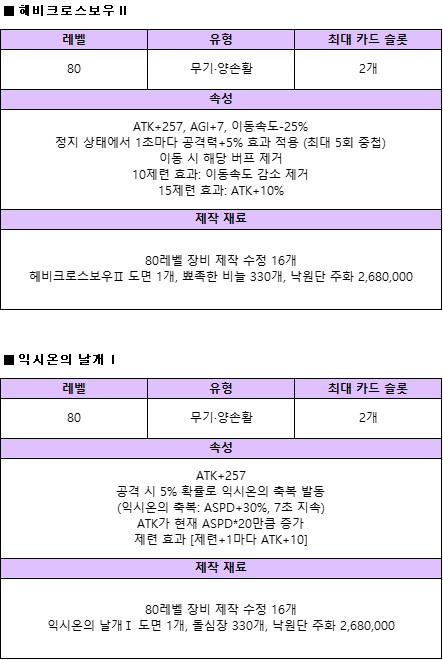 ■ 헤비크로스보우Ⅱ
레벨 유형 최대 카드 슬롯
80 무기·양손활 2개
속성
ATK+257, AGI+7, 이동속도-25%
정지 상태에서 1초마다 공격력+5% 효과 적용 (최대 5회 중첩)
이동 시 해당 버프 제거
10제련 효과: 이동속도 감소 제거
15제련 효과: ATK+10%
제작 재료
80레벨 장비 제작 수정 16개
헤비크로스보우Ⅱ 도면 1개, 뾰족한 비늘 330개, 낙원단 주화 2,680,000
■ 익시온의 날개Ⅰ
레벨 유형 최대 카드 슬롯
80 무기·양손활 2개
속성
ATK+257
공격 시 5% 확률로 익시온의 축복 발동
(익시온의 축복: ASPD+30%, 7초 지속)
ATK가 현재 ASPD*20만큼 증가
제련 효과 [제련+1마다 ATK+10]
제작 재료
80레벨 장비 제작 수정 16개
익시온의 날개Ⅰ 도면 1개, 돌심장 330개, 낙원단 주화 2,680,000